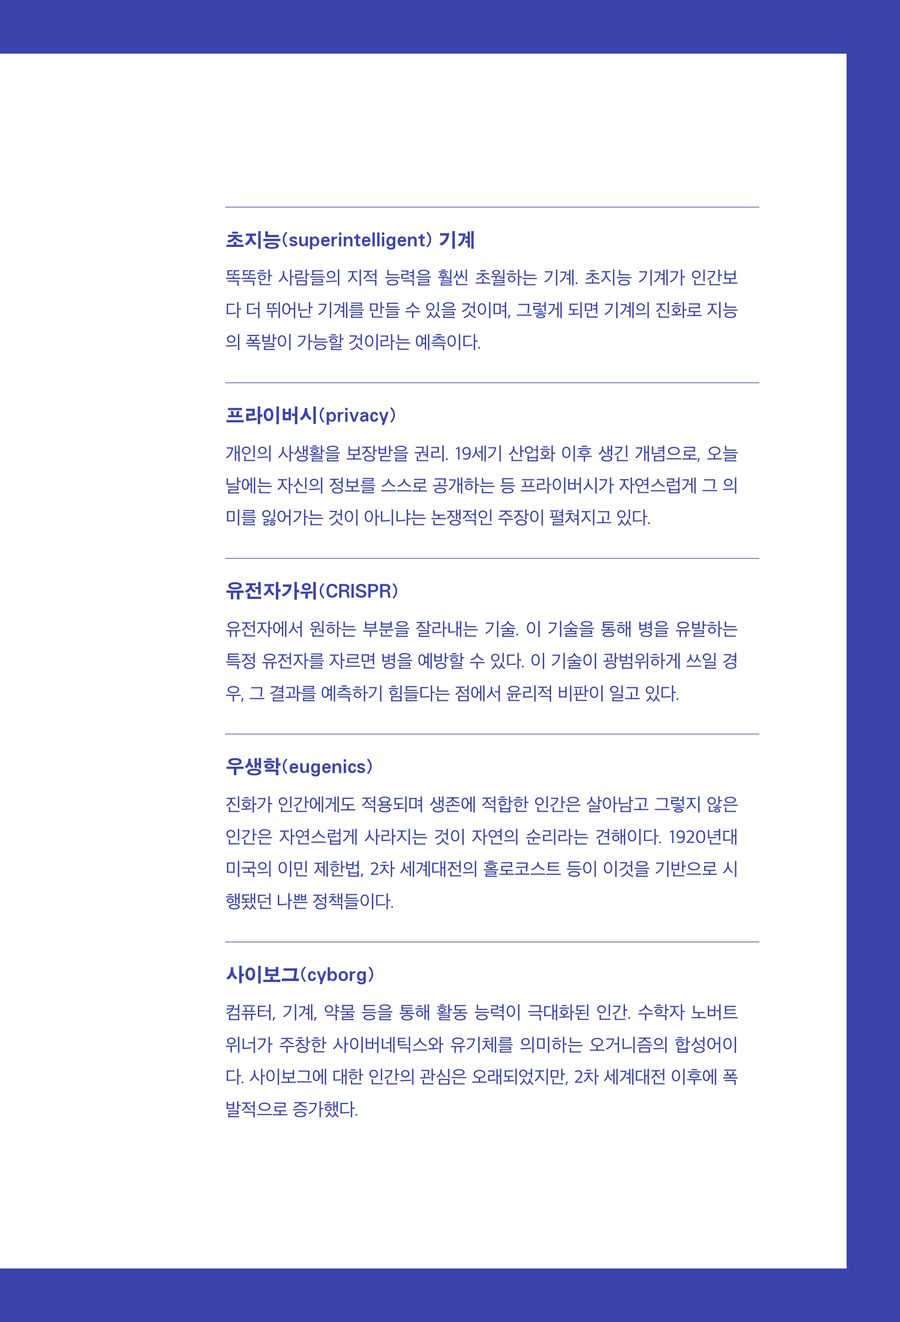 초지능(superintelligent) 기계
똑똑한 사람들의 지적 능력을 훨씬 초월하는 기계. 초지능 기계가 인간보
다 더 뛰어난 기계를 만들 수 있을 것이며, 그렇게 되면 기계의 진화로 지능
의 폭발이 가능할 것이라는 예측이다.
프라이버시(privacy)
개인의 사생활을 보장받을 권리. 19세기 산업화 이후 생긴 개념으로, 오늘
날에는 자신의 정보를 스스로 공개하는 등 프라이버시가 자연스럽게 그 의
미를 잃어가는 것이 아니냐는 논쟁적인 주장이 펼쳐지고 있다.
유전자가위(CRISPR)
유전자에서 원하는 부분을 잘라내는 기술. 이 기술을 통해 병을 유발하는
특정 유전자를 자르면 병을 예방할 수 있다. 이 기술이 광범위하게 쓰일 경
우, 그 결과를 예측하기 힘들다는 점에서 윤리적 비판이 일고 있다.
우생학(eugenics)
진화가 인간에게도 적용되며 생존에 적합한 인간은 살아남고 그렇지 않은
인간은 자연스럽게 사라지는 것이 자연의 순리라는 견해이다. 1920년대
미국의 이민 제한법, 2차 세계대전의 홀로코스트 등이 이것을 기반으로 시
행됐던 나쁜 정책들이다.
사이보그(cyborg)
컴퓨터, 기계, 약물 등을 통해 활동 능력이 극대화된 인간. 수학자 노버트
위너가 주창한 사이버네틱스와 유기체를 의미하는 오거니즘의 합성어이
다. 사이보그에 대한 인간의 관심은 오래되었지만, 2차 세계대전 이후에 폭
발적으로 증가했다.